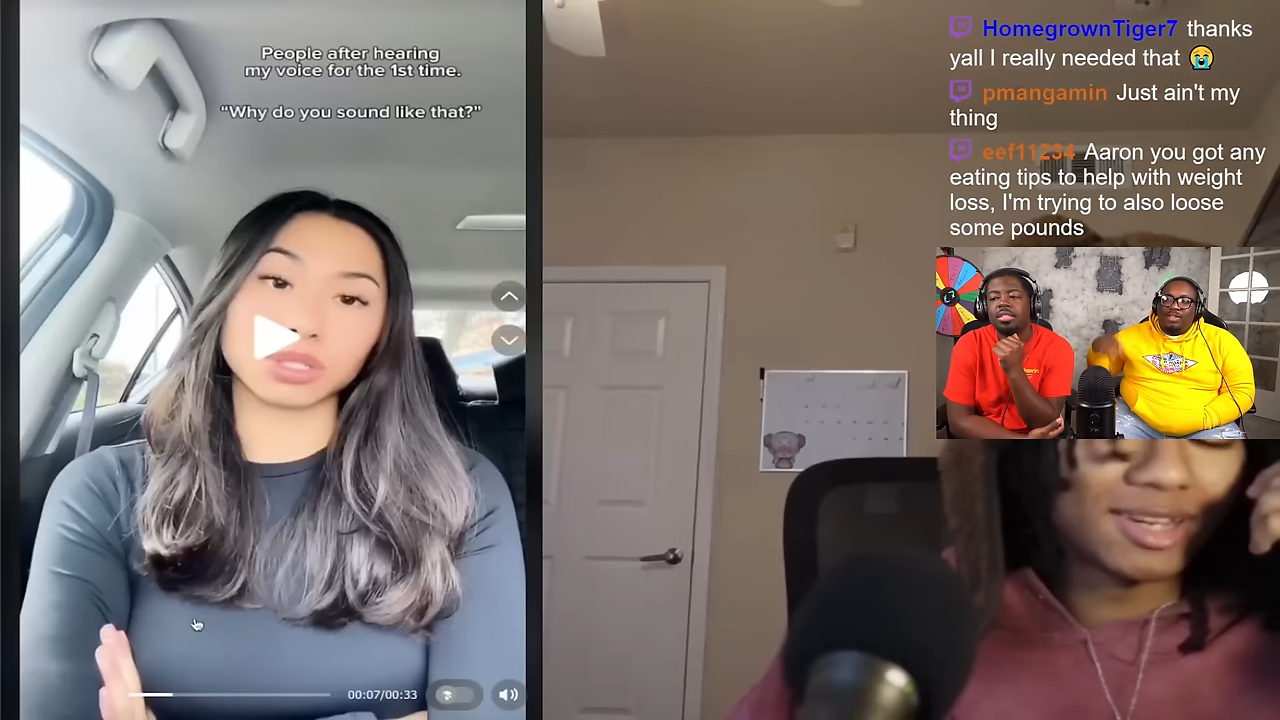 People after hearing
my voice for the 1st time.
“Why do you sound like that?”
00:07/00:33
HomegrownTiger7 thanks
yall I really needed that 😭
pmangamin Just ain't my
thing
eef11234 Aaron you got any
eating tips to help with weight
loss, I'm trying to also loose
some pounds